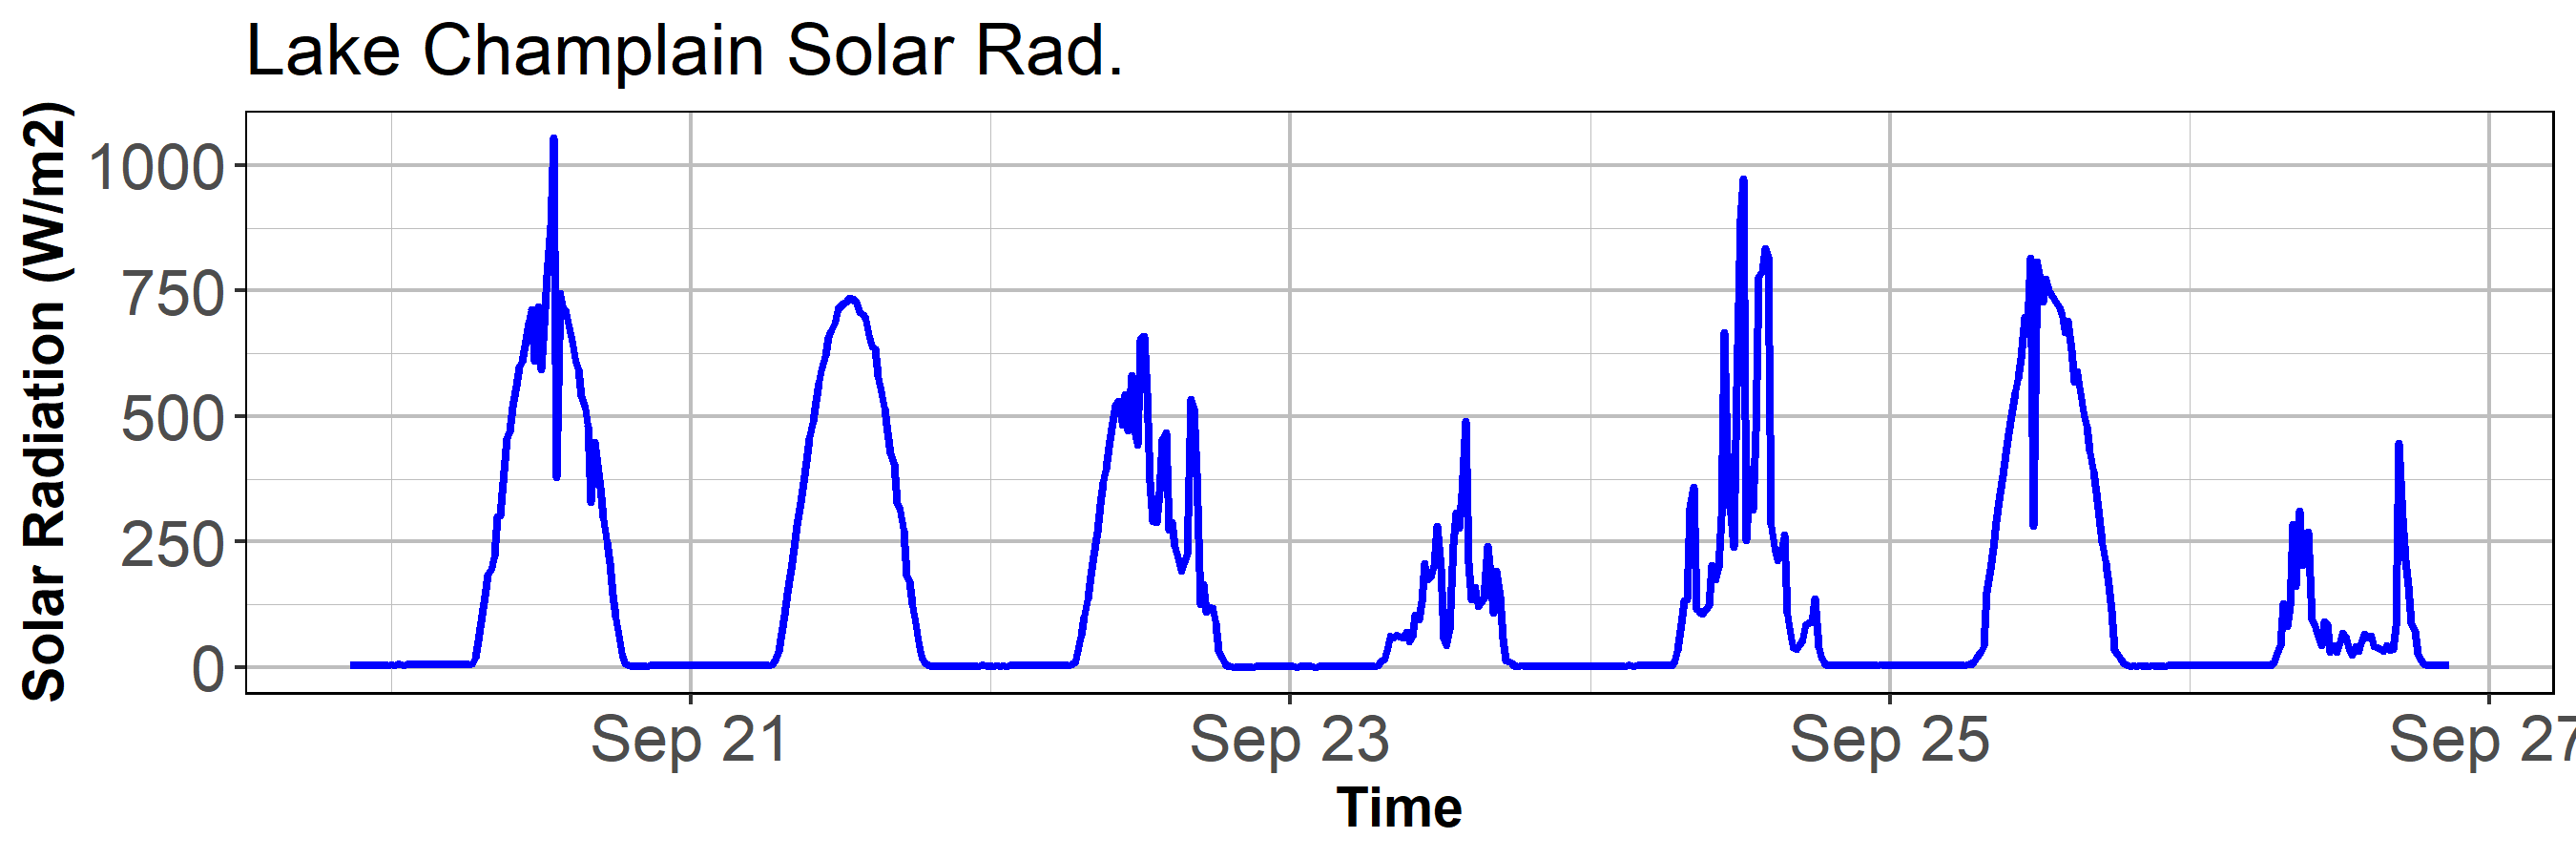 Lake Champlain Solar Rad.
Solar Radiation (W/m2)
1000
750
500
250
0
Sep 21 Sep 23 Sep 25 Sep 27
Time